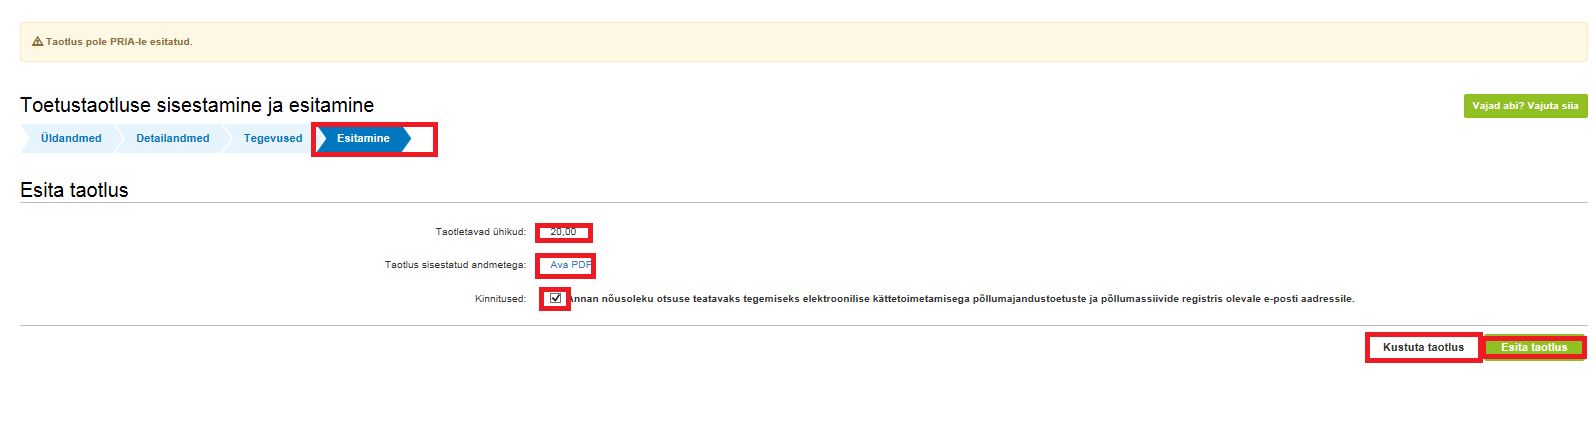 Taotlus pole PRIA-le esitatud.
Toetustaotluse sisestamine ja esitamine
Vajad abi? Vajuta siia
Üldandmed Detailandmed Tegevused Esitamine
Esita taotlus
Taotletavad ühikud: 20,00
Taotlus sisestatud andmetega: Ava PDF
Kinnitused: Annan nõusoleku otsuse teatavaks tegemiseks elektroonilise kättetoimetamisega põllumajandustoetuste ja põllumassiivide registris olevale e-posti aadressile.
Kustuta taotlus Esita taotlus